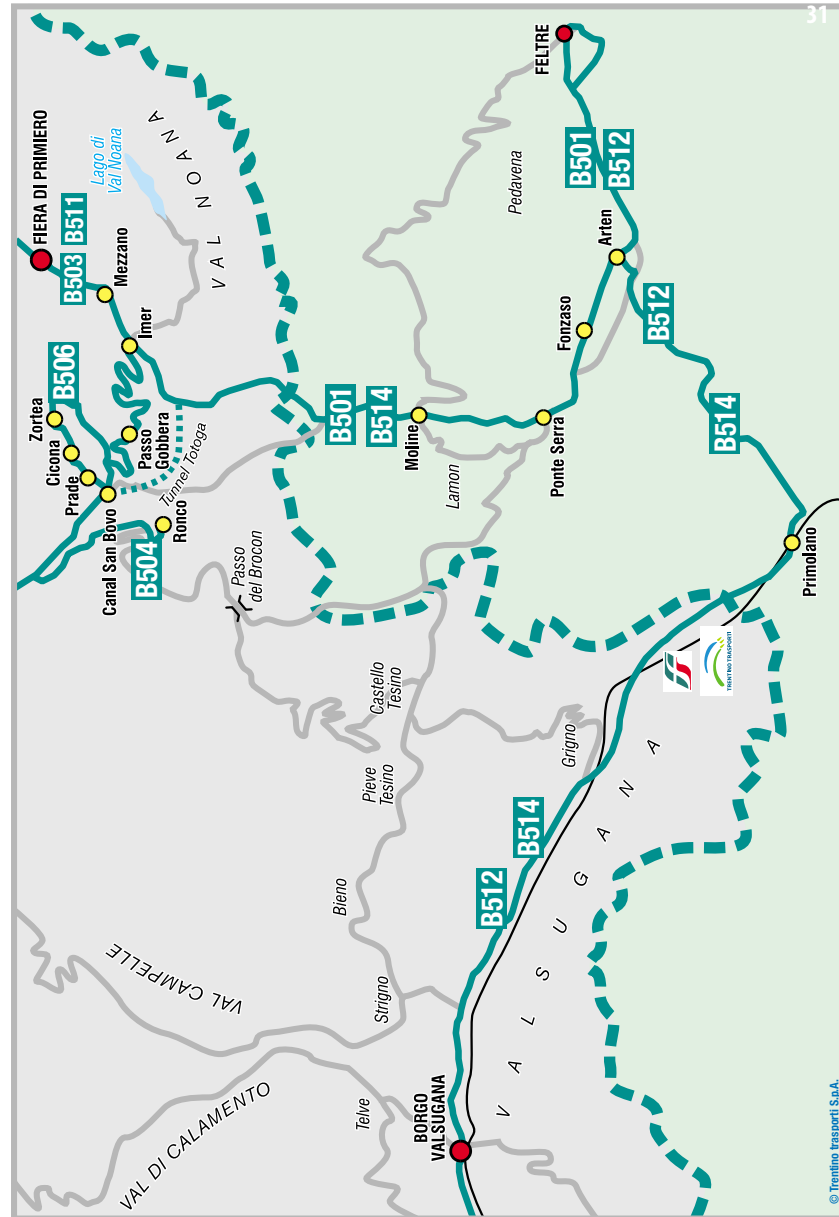 31
FIERA DI PRIMIERO
B503
B511
Mezzano
Imer
Lago di
Val Noana
VAL NOANA
Zortea
B506
Cicona
Prade
Canal San Bovo
Passo
Gobbera
Tunnel Totoga
Ronco
B504
Passo
del Brocon
FELTRE
Pedavena
B501
B512
Arten
Fonzaso
B512
B501
B514
Moline
Ponte Serra
Lamon
B514
Primolano
Castello
Tesino
Pieve
Tesino
Grigno
FS
TRENTINO TRASPORTI
B514
B512
Bieno
Strigno
VAL CAMPELLE
VAL DI CALAMENTO
Telve
BORGO
VALSUGANA
VALSUGANA
© Trentino trasporti S.p.A.